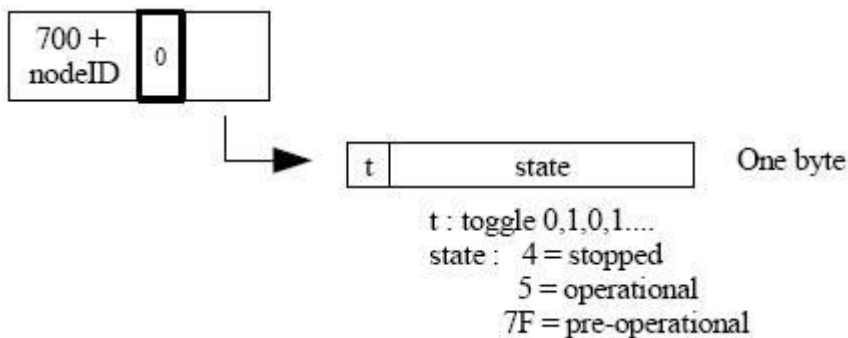 700 +
nodeID
0
t
state
One byte
t : toggle 0,1,0,1....
state : 4 = stopped
5 = operational
7F = pre-operational